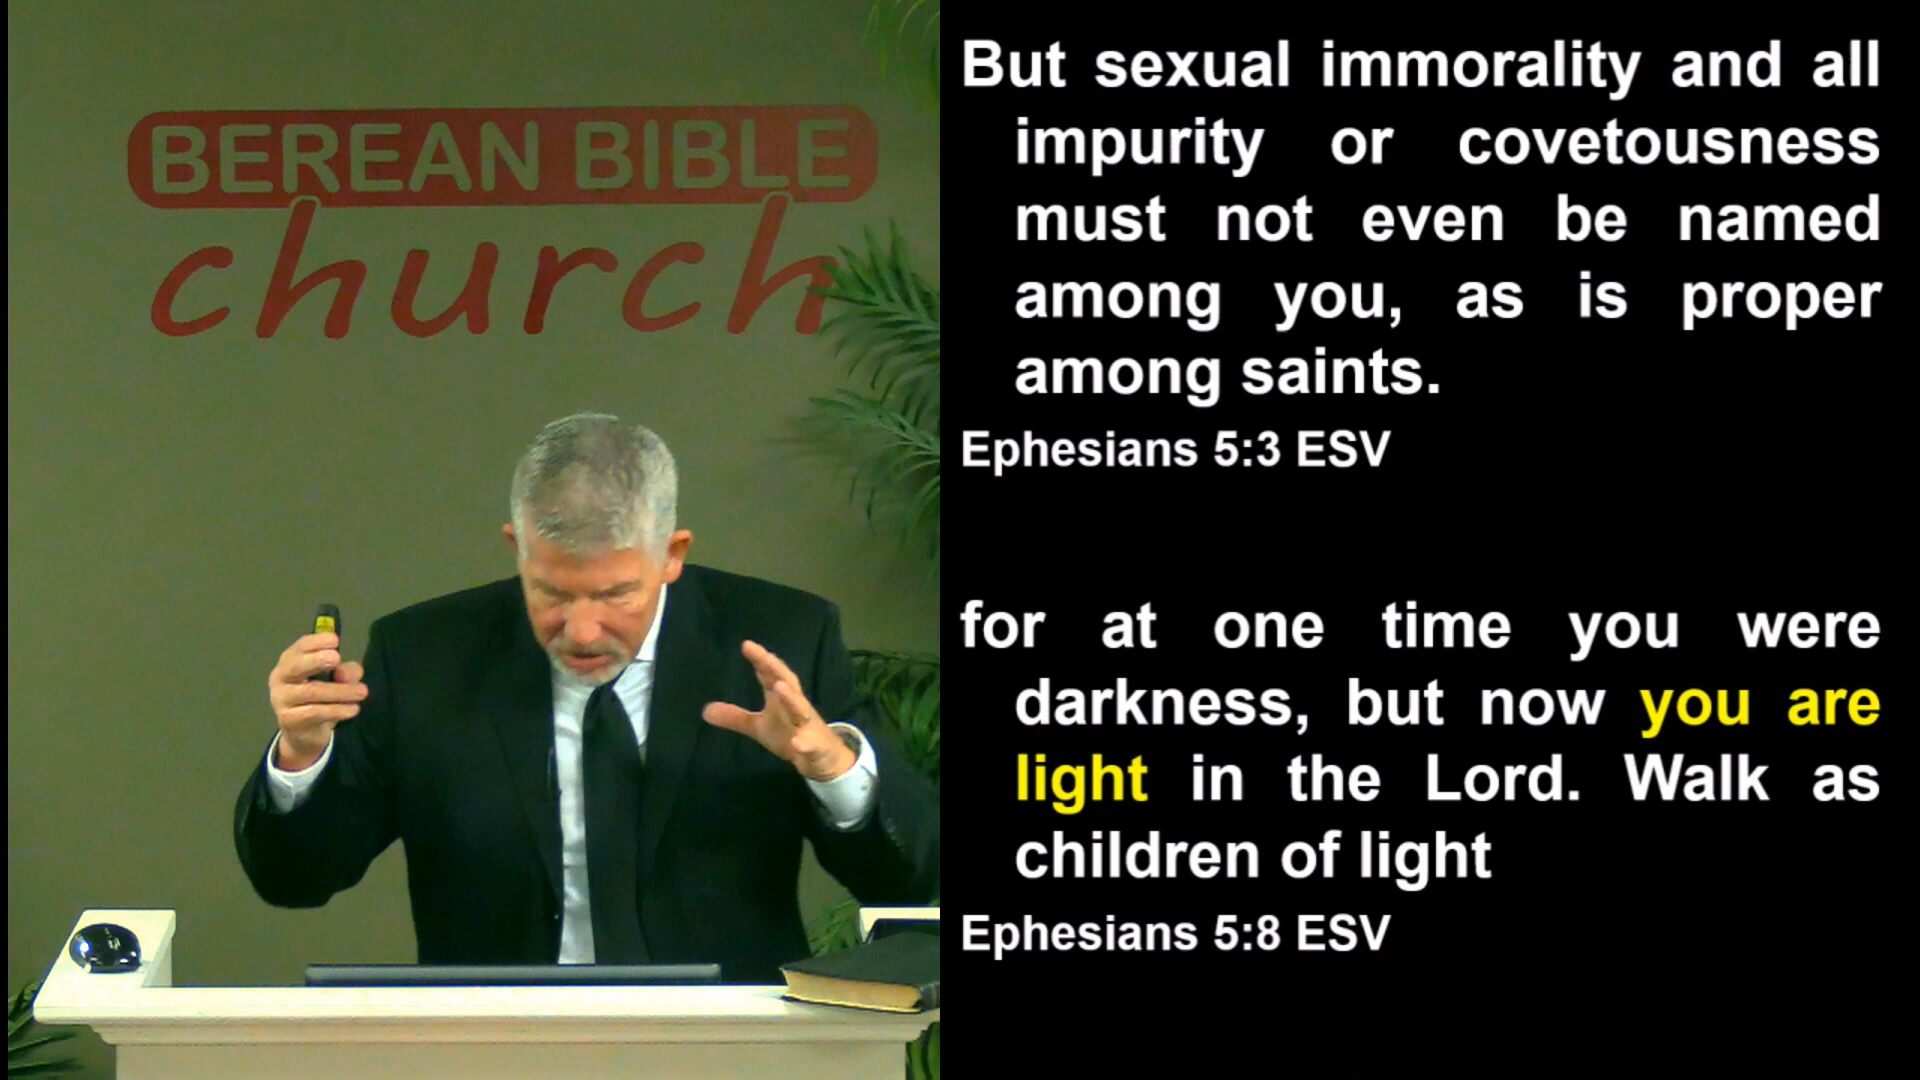 BEREAN BIBLE
church
But sexual immorality and all
impurity or covetousness
must not even be named
among you, as is proper
among saints.
Ephesians 5:3 ESV
for at one time you were
darkness, but now you are
light in the Lord. Walk as
children of light
Ephesians 5:8 ESV